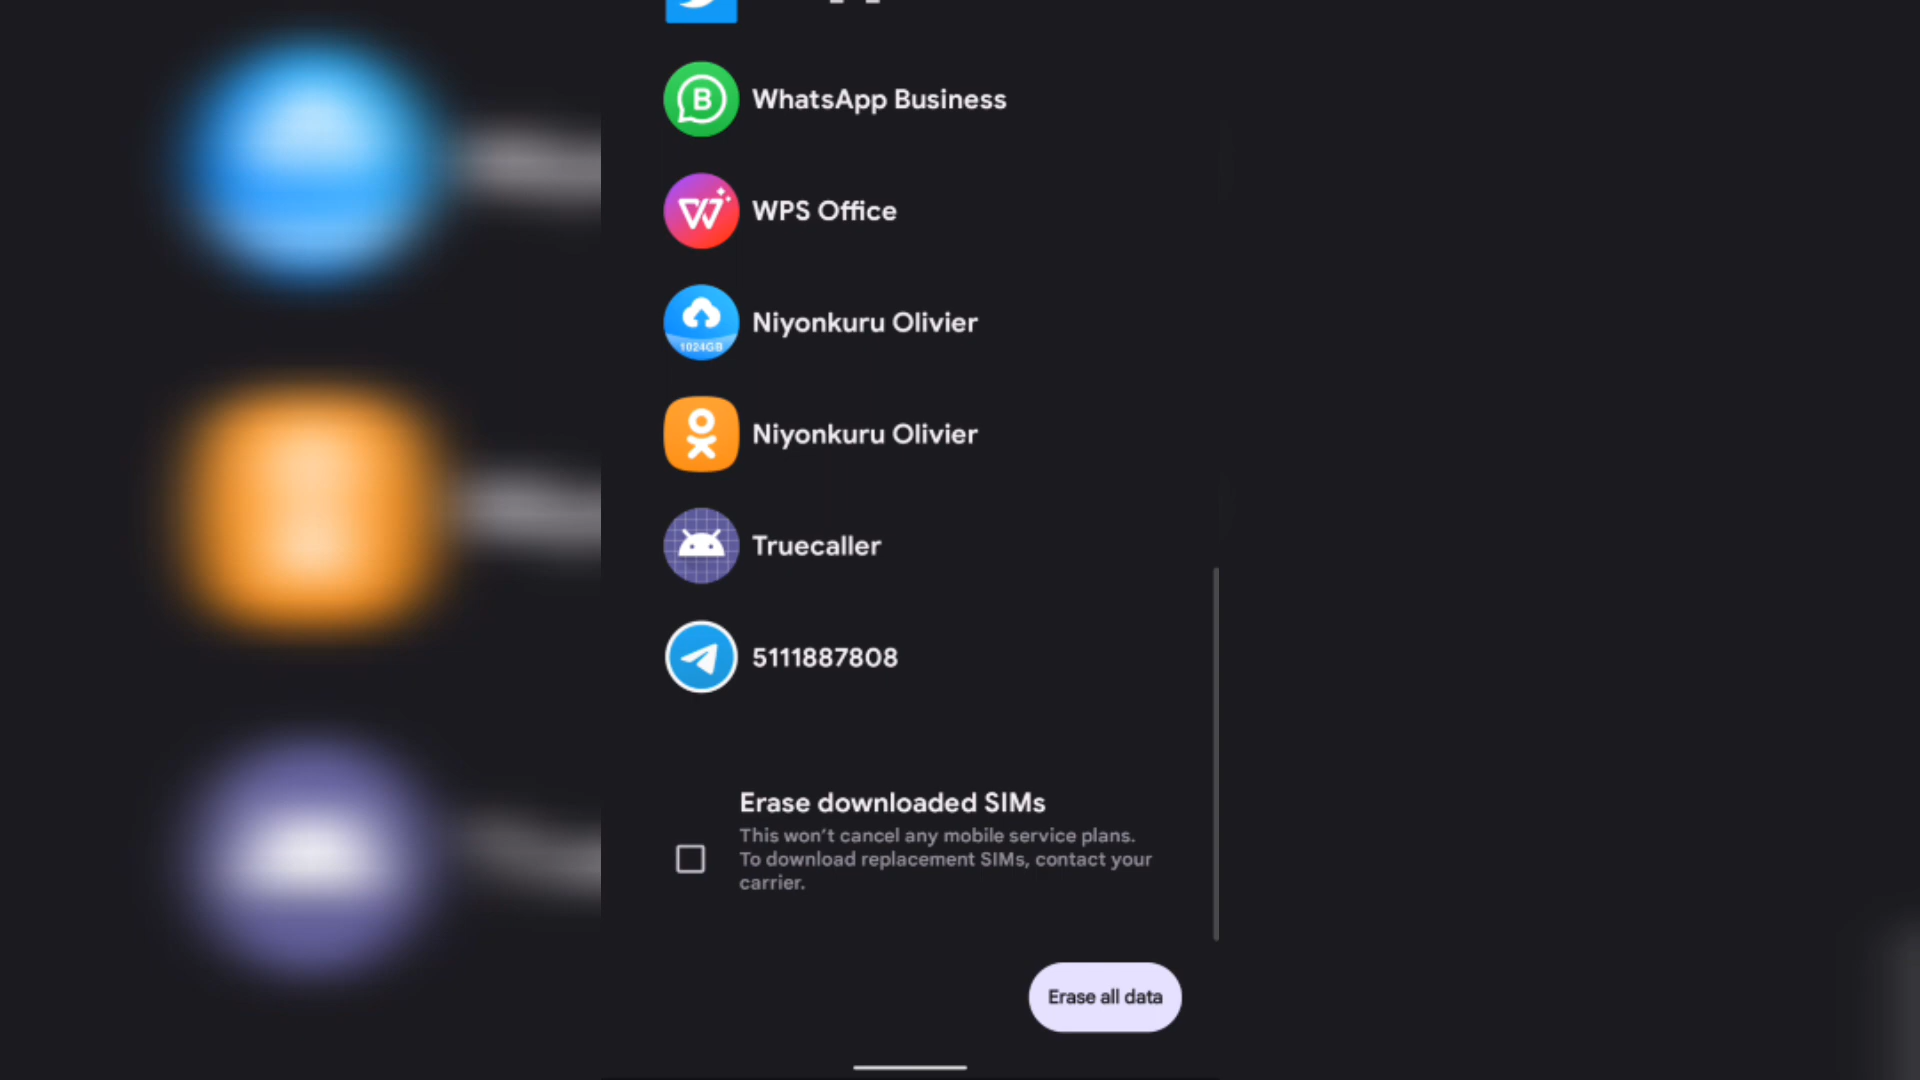 WhatsApp Business
WPS Office
1024GB
Niyonkuru Olivier
Niyonkuru Olivier
Truecaller
5111887808
Erase downloaded SIMs
This won’t cancel any mobile service plans.
To download replacement SIMs, contact your
carrier.
Erase all data